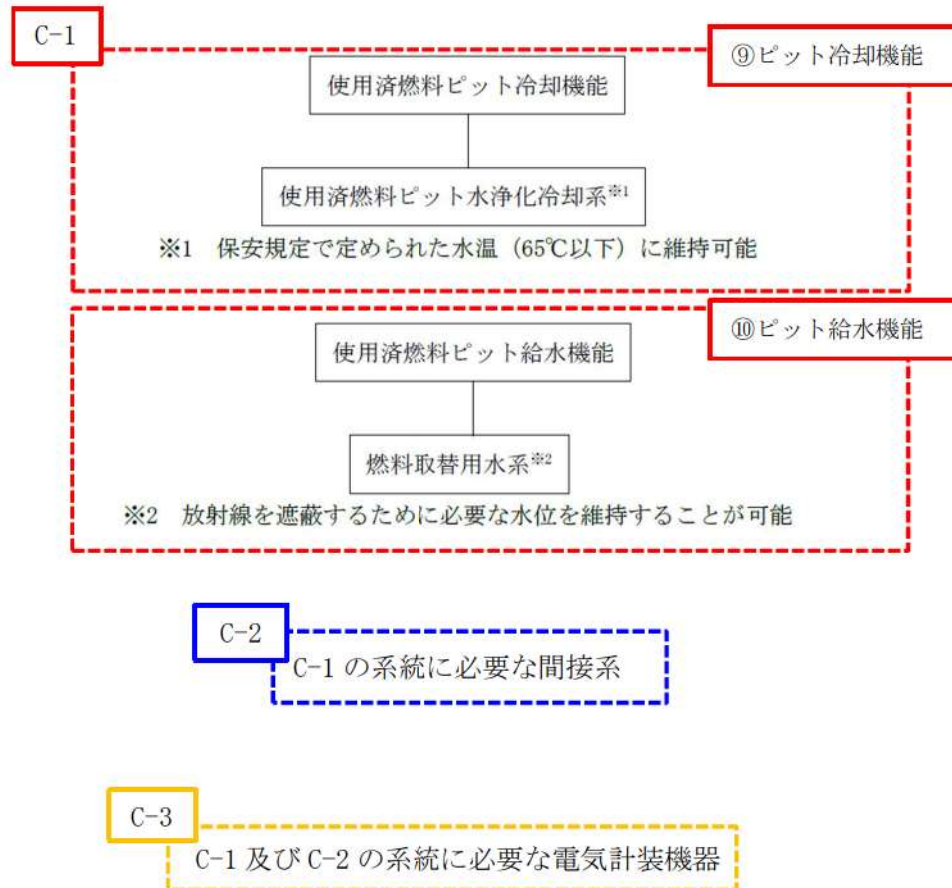 C-1
⑨ピット冷却機能
使用済燃料ピット冷却機能
使用済燃料ピット水浄化冷却系※1
※1 保安規定で定められた水温（65℃以下）に維持可能
⑩ピット給水機能
使用済燃料ピット給水機能
燃料取替用水系※2
※2 放射線を遮蔽するために必要な水位を維持することが可能
C-2
C-1 の系統に必要な間接系
C-3
C-1 及び C-2 の系統に必要な電気計装機器